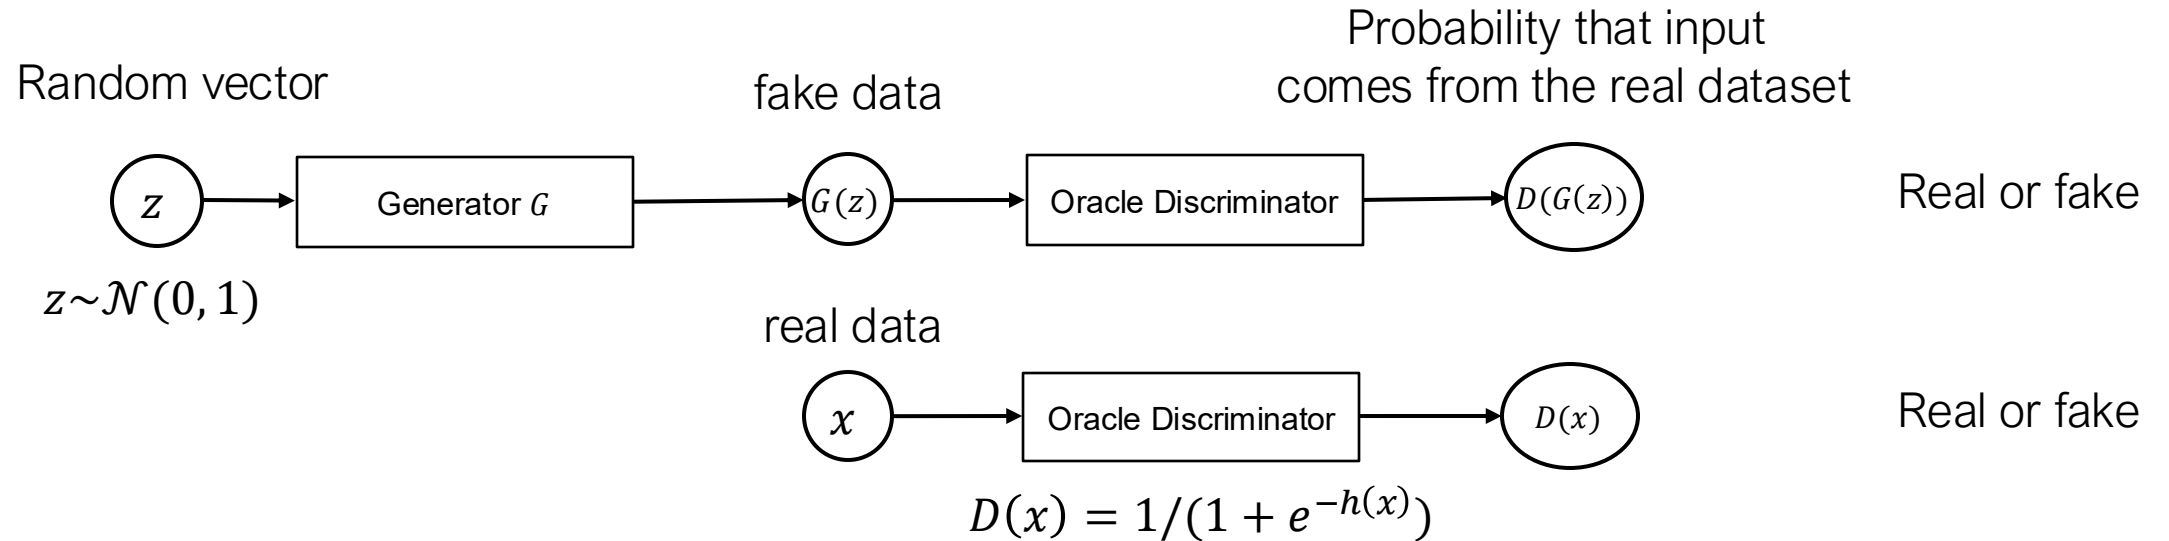 Probability that input
comes from the real dataset
Random vector
fake data
z
Generator G
G(z)
Oracle Discriminator
D(G(z))
Real or fake
z~𝒩(0, 1)
real data
x
Oracle Discriminator
D(x)
Real or fake
D(x) = 1/(1 + e^{−h(x)})